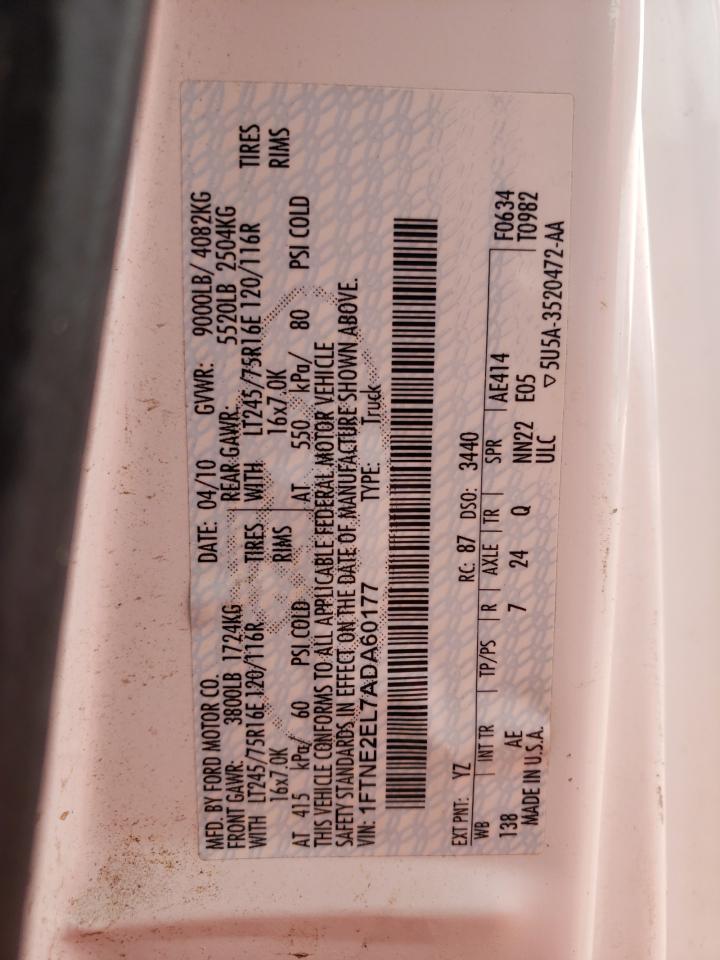 MFD. BY FORD MOTOR CO. DATE: 04/10 GVWR: 9000LB/ 4082KG
FRONT GAWR: 3800LB 1724KG REAR GAWR: 5520LB 2504KG
WITH LT245/75R16E 120/116R TIRES WITH LT245/75R16E 120/116R TIRES
16x7.0K RIMS 16x7.0K RIMS
AT 415 kPa/ 60 PSI COLD AT 550 kPa/ 80 PSI COLD
THIS VEHICLE CONFORMS TO ALL APPLICABLE FEDERAL MOTOR VEHICLE
SAFETY STANDARDS IN EFFECT ON THE DATE OF MANUFACTURE SHOWN ABOVE.
VIN: 1FTNE2EL7ADA60177 TYPE: Truck
EXT PNT: YZ RC: 87 DSO: 3440
WB INT TR TP/PS R AXLE TR SPR AE414 F0634
138 AE 7 24 Q NN22 E05 T0982
MADE IN U.S.A. ULC ▽5U5A-3520472-AA